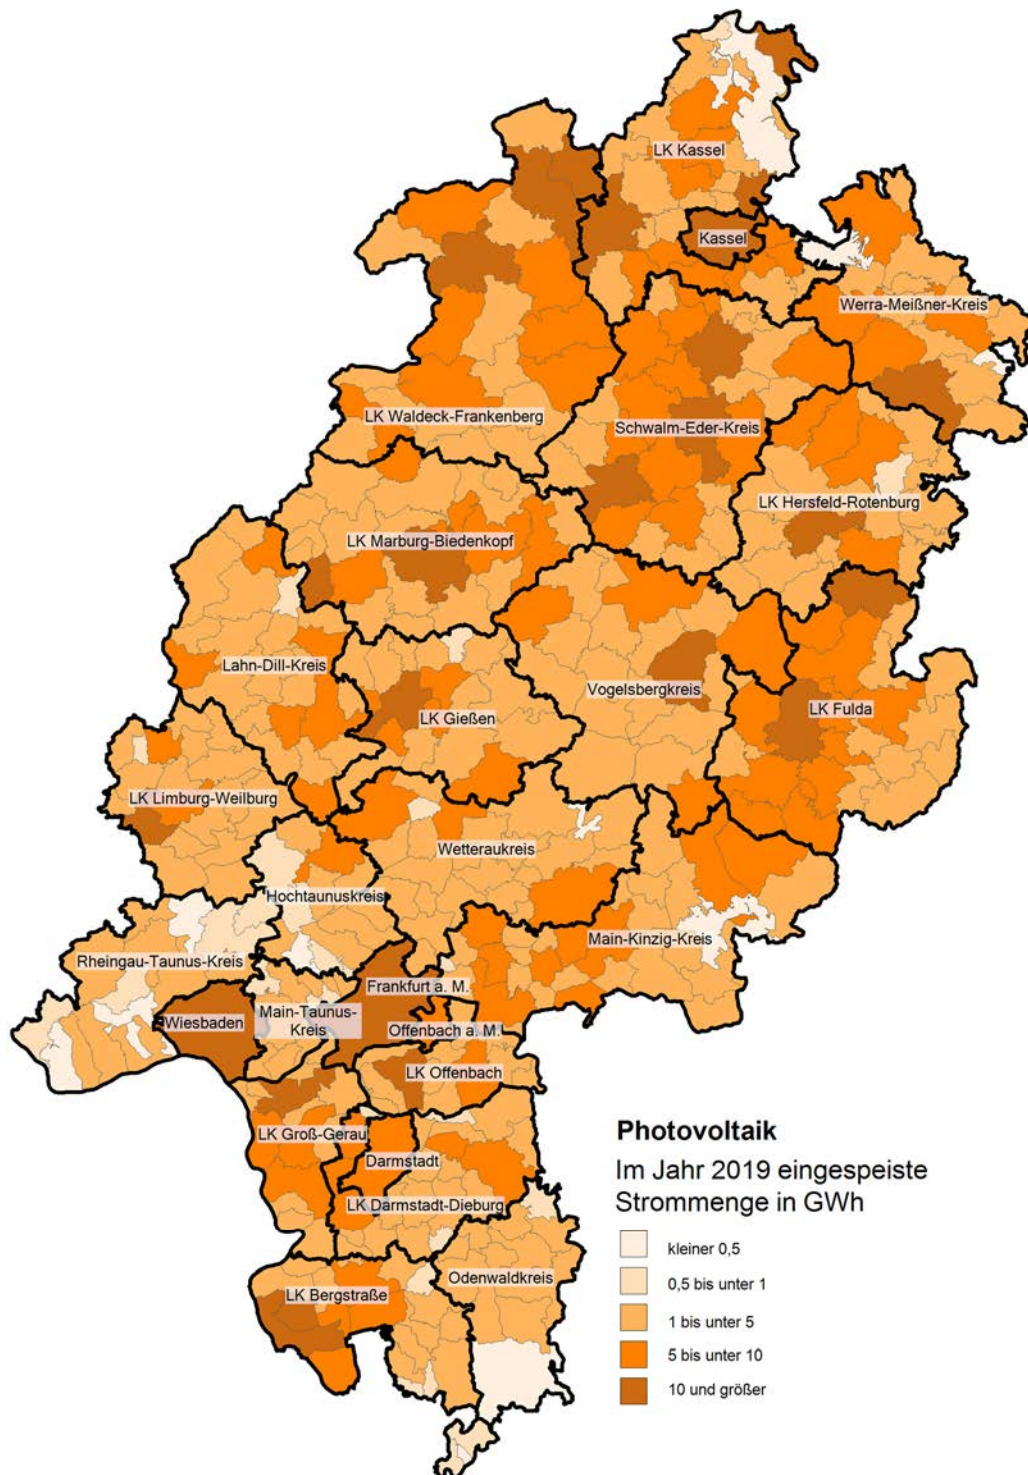 LK Kassel
Kassel
Werra-Meißner-Kreis
LK Waldeck-Frankenberg
Schwalm-Eder-Kreis
LK Hersfeld-Rotenburg
LK Marburg-Biedenkopf
Lahn-Dill-Kreis
Vogelsbergkreis
LK Gießen
LK Fulda
LK Limburg-Weilburg
Wetteraukreis
Hochtaunuskreis
Main-Kinzig-Kreis
Rheingau-Taunus-Kreis
Frankfurt a. M.
Wiesbaden
Main-Taunus-
Kreis
Offenbach a. M.
LK Offenbach
LK Groß-Gerau
Darmstadt
LK Darmstadt-Dieburg
Odenwaldkreis
LK Bergstraße
Photovoltaik
Im Jahr 2019 eingespeiste
Strommenge in GWh
kleiner 0,5
0,5 bis unter 1
1 bis unter 5
5 bis unter 10
10 und größer